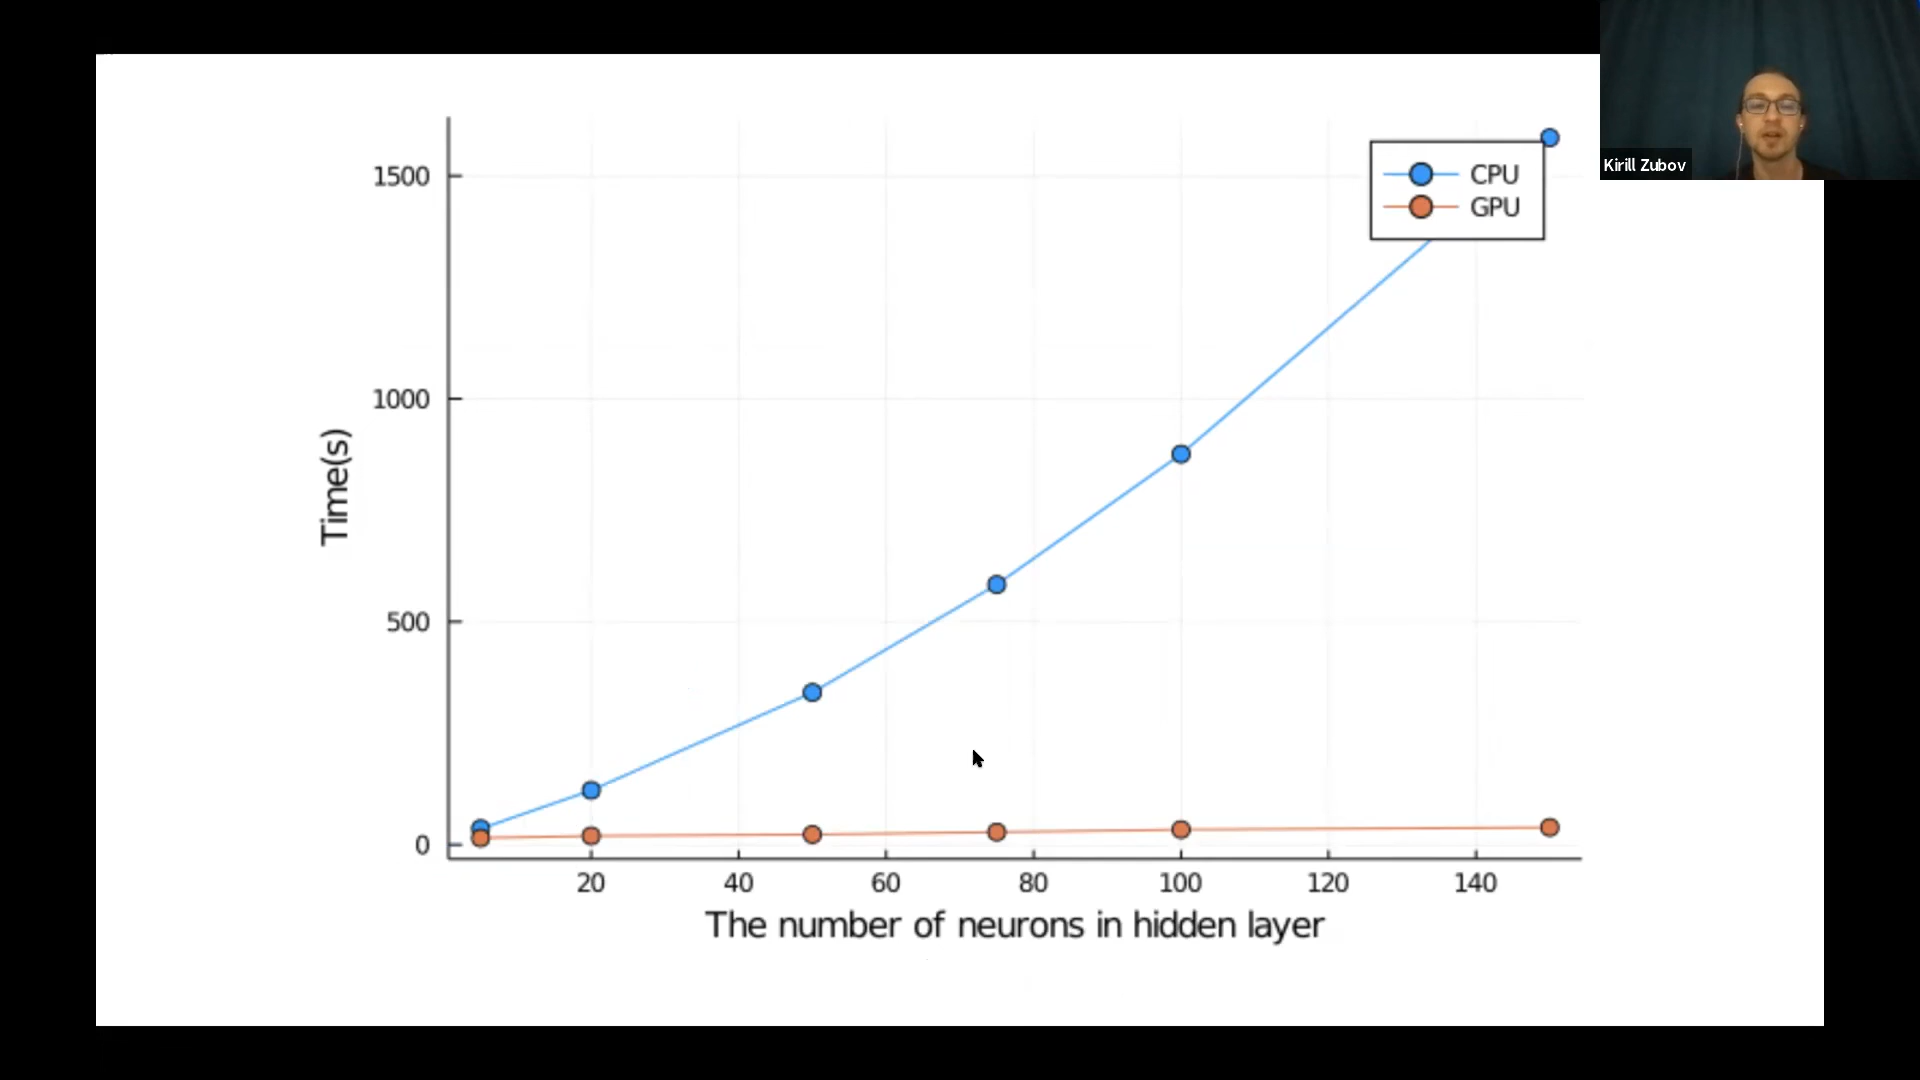 Kirill Zubov
CPU
GPU
1500
1000
500
0
Time(s)
20 40 60 80 100 120 140
The number of neurons in hidden layer